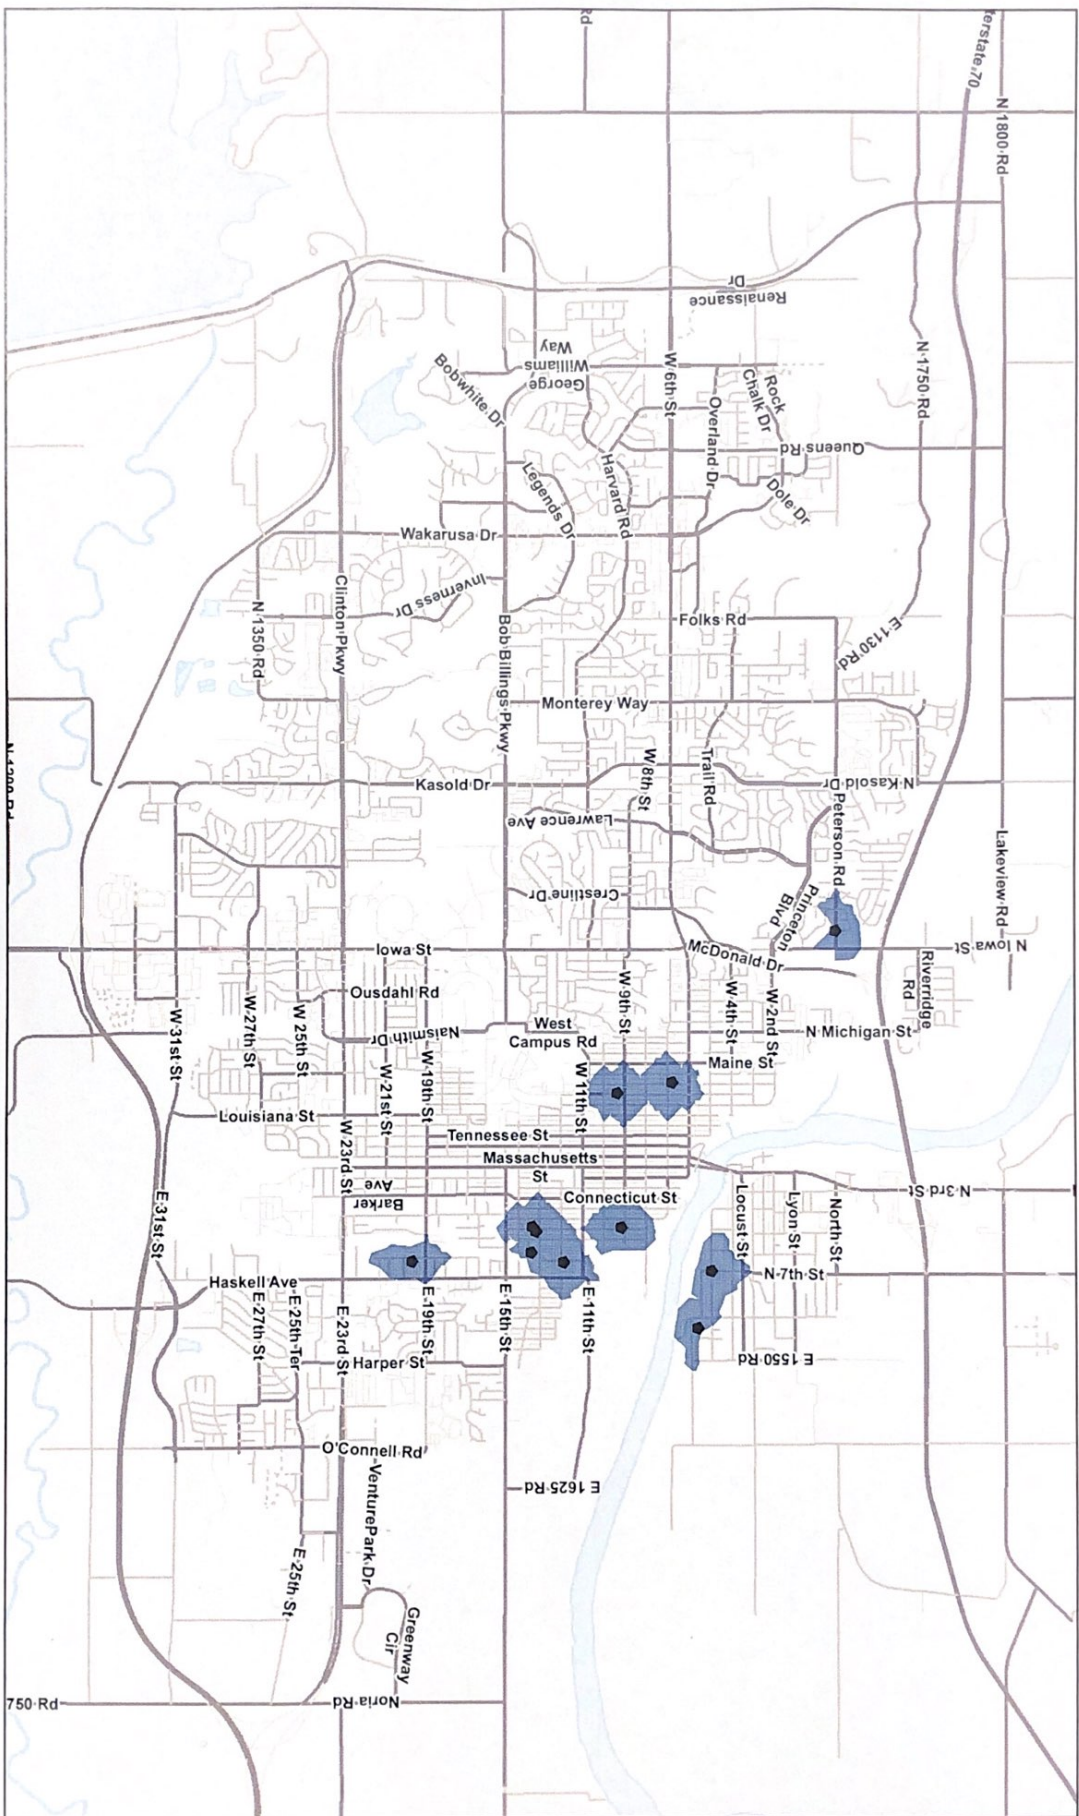 Rd
Interstate 70
N 1800 Rd
Renaissance
Dr
W 6th St
N 1750 Rd
George
Williams
Way
Bobwhite Dr
Rock
Chalk Dr
Overland Dr
Queens Rd
Legends Dr
Harvard Rd
Dole Dr
Wakarusa Dr
Clinton Pkwy
Inverness Dr
N 1350 Rd
Bob Billings Pkwy
Folks Rd
E 1130 Rd
Monterey Way
Kasold Dr
W 8th St
Trail Rd
N Kasold Dr
Lawrence Ave
Peterson Rd
Lakeview Rd
Crestline Dr
Princeton
Blvd
Iowa St
McDonald Dr
N Iowa St
Riverridge
Rd
Ousdahl Rd
W 31st St
W 27th St
W 25th St
Naismith Dr
W 19th St
W 21st St
West
Campus Rd
W 9th St
W 4th St
W 2nd St
N Michigan St
W 11th St
Maine St
Louisiana St
W 23rd St
Tennessee St
Massachusetts
St
Barker
Ave
Connecticut St
E 31st St
Locust St
Lyon St
North St
N 3rd St
Haskell Ave
N 7th St
E 27th St
E 25th Ter
E 23rd St
E 19th St
E 15th St
E 11th St
Harper St
E 1550 Rd
O'Connell Rd
E 1625 Rd
VenturePark Dr
E 25th St
Greenway
Cir
750 Rd
Noria Rd